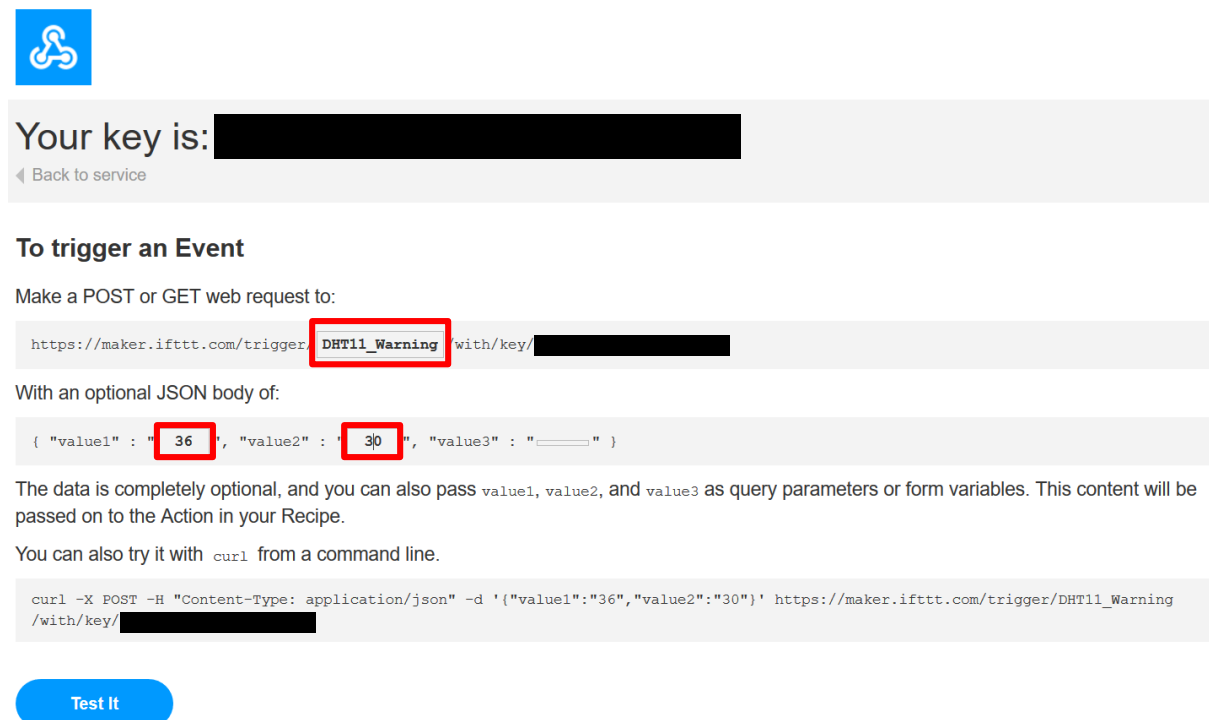 Your key is:
Back to service
To trigger an Event
Make a POST or GET web request to:
https://maker.ifttt.com/trigger/ DHT11_Warning /with/key/
With an optional JSON body of:
{ "value1" : " 36 ", "value2" : " 30 ", "value3" : " " }
The data is completely optional, and you can also pass value1, value2, and value3 as query parameters or form variables. This content will be
passed on to the Action in your Recipe.
You can also try it with curl from a command line.
curl -X POST -H "Content-Type: application/json" -d '{"value1":"36","value2":"30"}' https://maker.ifttt.com/trigger/DHT11_Warning
/with/key/
Test It